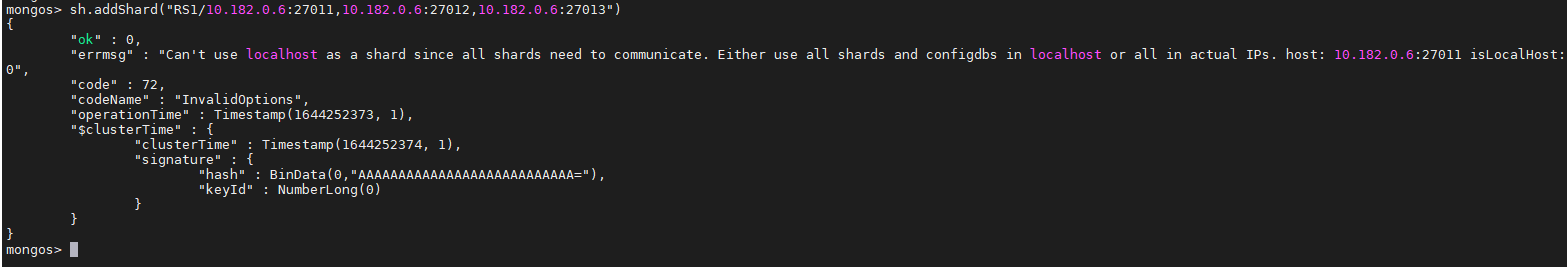 mongos> sh.addShard("RS1/10.182.0.6:27011,10.182.0.6:27012,10.182.0.6:27013")
{
        "ok" : 0,
        "errmsg" : "Can't use localhost as a shard since all shards need to communicate. Either use all shards and configdbs in localhost or all in actual IPs. host: 10.182.0.6:27011 isLocalHost:
0",
        "code" : 72,
        "codeName" : "InvalidOptions",
        "operationTime" : Timestamp(1644252373, 1),
        "$clusterTime" : {
                "clusterTime" : Timestamp(1644252374, 1),
                "signature" : {
                        "hash" : BinData(0,"AAAAAAAAAAAAAAAAAAAAAAAAAAA="),
                        "keyId" : NumberLong(0)
                }
        }
}
mongos>